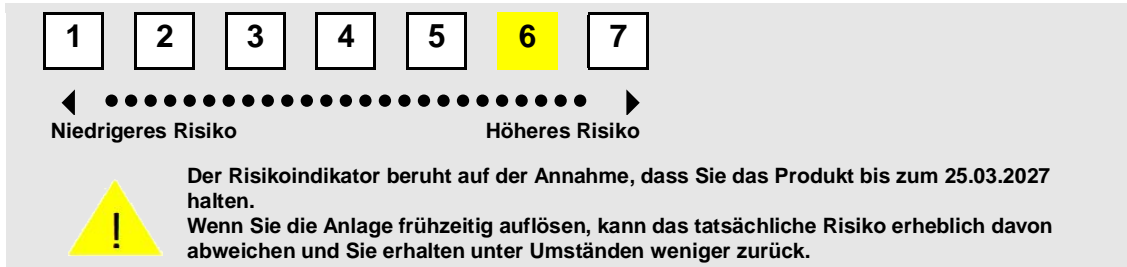 1 2 3 4 5 6 7
Niedrigeres Risiko Höheres Risiko
Der Risikoindikator beruht auf der Annahme, dass Sie das Produkt bis zum 25.03.2027
halten.
Wenn Sie die Anlage frühzeitig auflösen, kann das tatsächliche Risiko erheblich davon
abweichen und Sie erhalten unter Umständen weniger zurück.
!